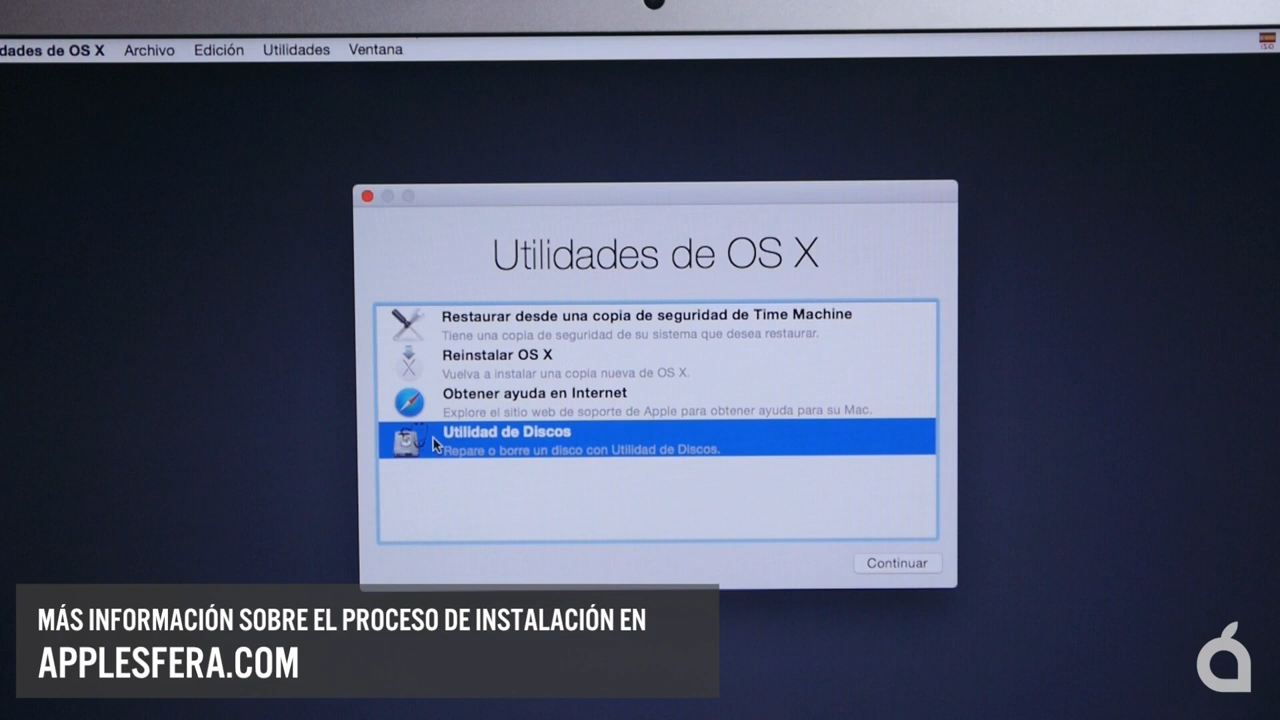 dades de OS X Archivo Edición Utilidades Ventana
ISO
Utilidades de OS X
Restaurar desde una copia de seguridad de Time Machine
Tiene una copia de seguridad de su sistema que desea restaurar.
Reinstalar OS X
Vuelva a instalar una copia nueva de OS X.
Obtener ayuda en Internet
Explore el sitio web de soporte de Apple para obtener ayuda para su Mac.
Utilidad de Discos
Repare o borre un disco con Utilidad de Discos.
Continuar
MÁS INFORMACIÓN SOBRE EL PROCESO DE INSTALACIÓN EN
APPLESFERA.COM